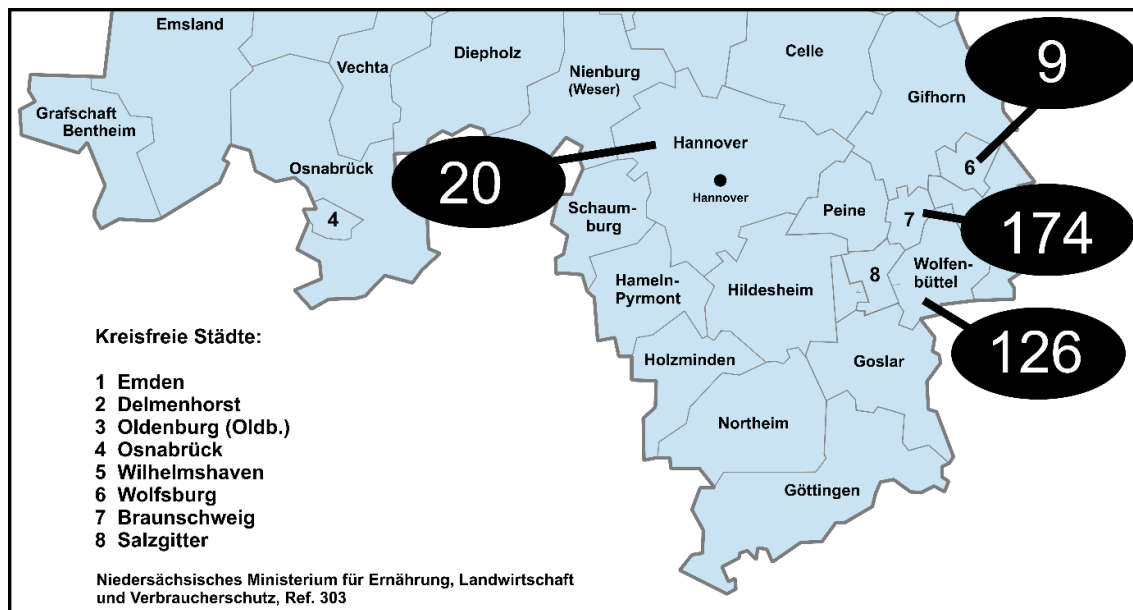 Emsland
Diepholz
Celle
9
Vechta
Nienburg
(Weser)
Gifhorn
Grafschaft
Bentheim
Hannover
Osnabrück
20
6
Hannover
Schaum-
burg
Peine
4
7
174
Wolfen-
büttel
8
Hameln-
Pyrmont
Hildesheim
126
Kreisfreie Städte:
Holzminden
Goslar
1 Emden
2 Delmenhorst
3 Oldenburg (Oldb.)
Northeim
4 Osnabrück
5 Wilhelmshaven
6 Wolfsburg
Göttingen
7 Braunschweig
8 Salzgitter
Niedersächsisches Ministerium für Ernährung, Landwirtschaft
und Verbraucherschutz, Ref. 303